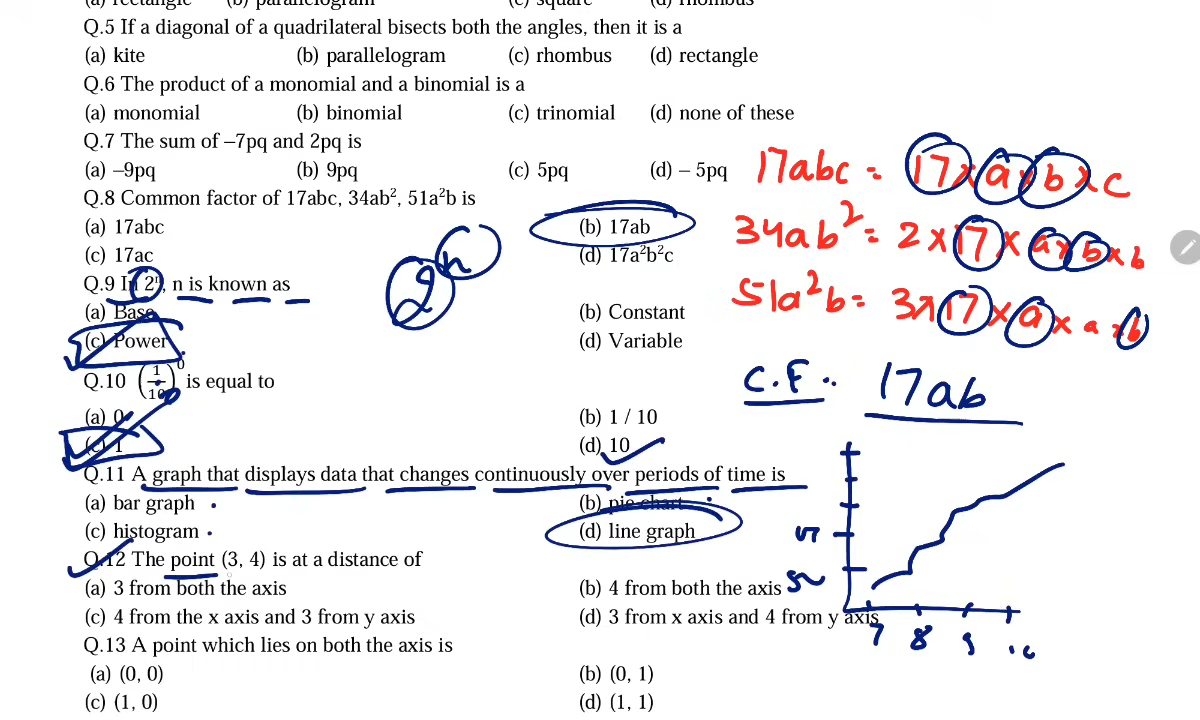 (a) rectangle (b) parallelogram (c) square (d) rhombus
Q.5 If a diagonal of a quadrilateral bisects both the angles, then it is a
(a) kite (b) parallelogram (c) rhombus (d) rectangle
Q.6 The product of a monomial and a binomial is a
(a) monomial (b) binomial (c) trinomial (d) none of these
Q.7 The sum of –7pq and 2pq is
(a) –9pq (b) 9pq (c) 5pq (d) – 5pq
Q.8 Common factor of 17abc, 34ab², 51a²b is
(a) 17abc (b) 17ab
(c) 17ac (d) 17a²b²c
Q.9 In 2ⁿ, n is known as
(a) Base (b) Constant
(c) Power (d) Variable
Q.10 (1/10)⁰ is equal to
(a) 0 (b) 1 / 10
(c) 1 (d) 10
Q.11 A graph that displays data that changes continuously over periods of time is
(a) bar graph (b) pie chart
(c) histogram (d) line graph
Q.12 The point (3, 4) is at a distance of
(a) 3 from both the axis (b) 4 from both the axis
(c) 4 from the x axis and 3 from y axis (d) 3 from x axis and 4 from y axis
Q.13 A point which lies on both the axis is
(a) (0, 0) (b) (0, 1)
(c) (1, 0) (d) (1, 1)
2ⁿ
17abc = 17 × a × b × c
34ab² = 2 × 17 × a × b × b
51a²b = 3 × 17 × a × a × b
C.F. 17ab
7 8 9 10